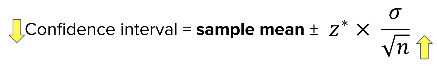 Confidence interval = sample mean ± z* × σ/√n